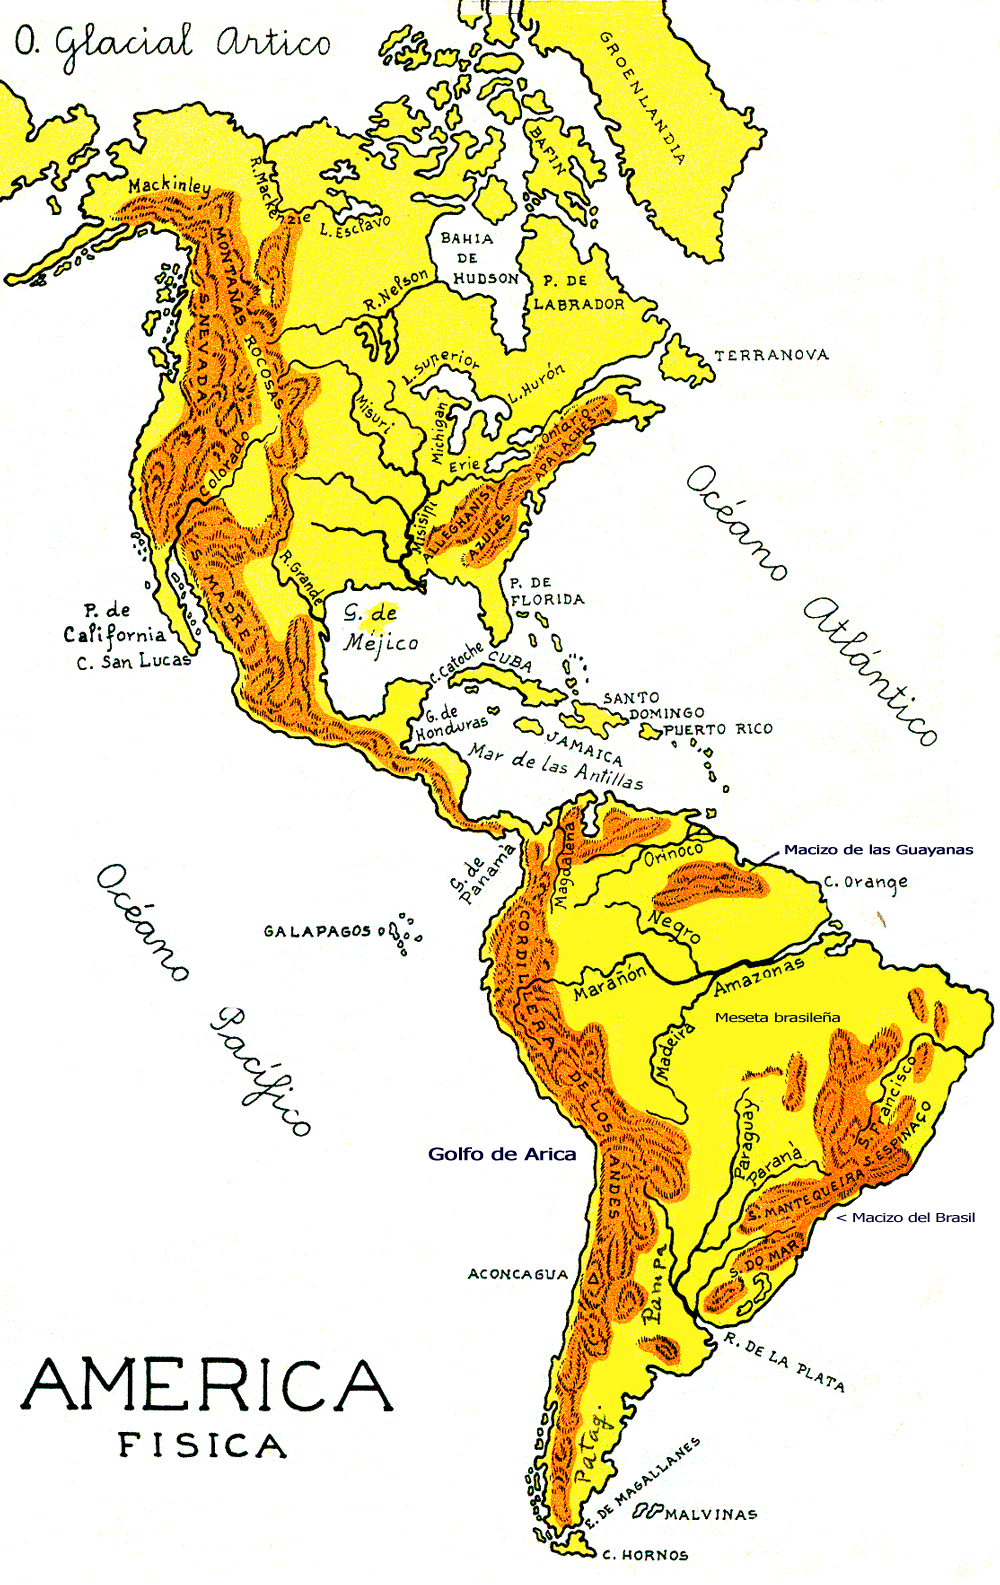 O. Glacial Artico
GROENLANDIA
BAFIN
Mackinley
R. Mackenzie
L. Esclavo
BAHIA
DE
HUDSON
P. DE
LABRADOR
MONTAÑAS ROCOSAS
S. NEVADA
R. Nelson
TERRANOVA
L. Superior
L. Hurón
Misuri
Michigan
Ontario
Erie
APALACHES
Colorado
Misisipi
ALLEGHANIS
AZULES
Océano Atlántico
S. MADRE
R. Grande
P. de
California
C. San Lucas
G. de
Méjico
P. DE
FLORIDA
C. Catoche
CUBA
SANTO
DOMINGO
PUERTO RICO
G. de
Honduras
JAMAICA
Mar de las Antillas
G. de
Panamá
Magdalena
Orinoco
Macizo de las Guayanas
C. Orange
Océano Pacífico
GALAPAGOS
Negro
CORDILLERA DE LOS ANDES
Marañón
Amazonas
Meseta brasileña
Madeira
S. Francisco
S. ESPINAÇO
Paraguay
Paraná
Golfo de Arica
S. MANTEQUEIRA
< Macizo del Brasil
S. DO MAR
ACONCAGUA
Pampa
R. DE LA PLATA
AMERICA
FISICA
Patag.
E. DE MAGALLANES
MALVINAS
C. HORNOS